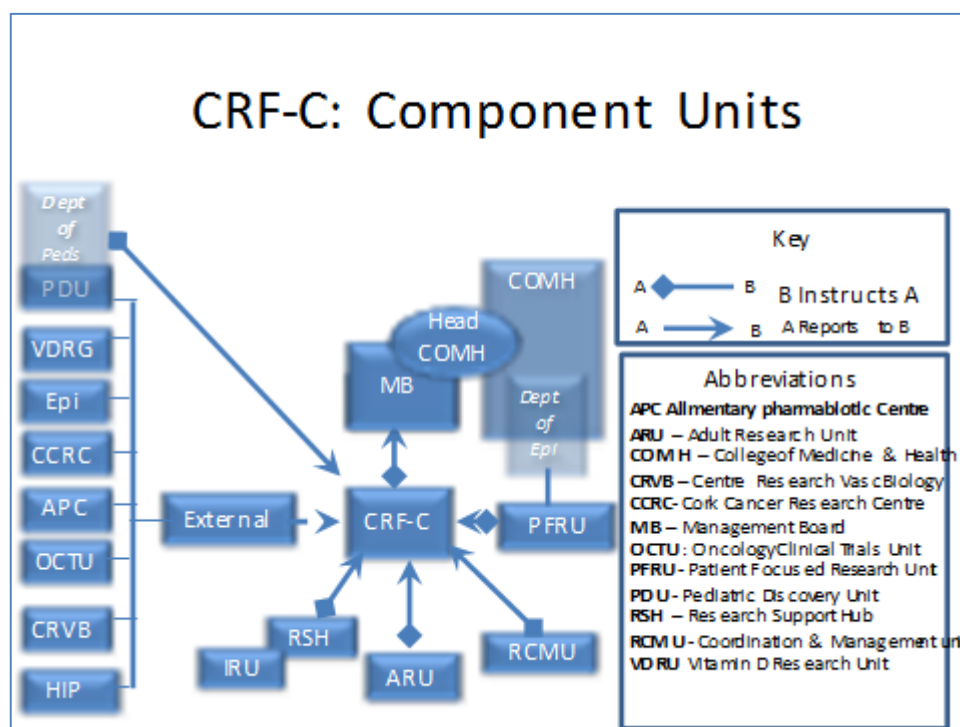 CRF-C: Component Units
Dept
of
Peds
PDU
VDRG
Epi
CCRC
APC
OCTU
CRVB
HIP
External
COMH
Head
COMH
MB
Dept
of
Epi
CRF-C
PFRU
RSH
IRU
ARU
RCMU
Key
A B B Instructs A
A B A Reports to B
Abbreviations
APC Alimentary pharmabiotic Centre
ARU – Adult Research Unit
COMH – Collegeof Medicine & Health
CRVB – Centre Research VascBiology
CCRC- Cork Cancer Research Centre
MB – Management Board
OCTU: OncologyClinical Trials Unit
PFRU- Patient Focused Research Unit
PDU - Pediatric Discovery Unit
RSH – Research Support Hub
RCMU- Coordination & Management uni
VDRU Vitamin D Research Unit